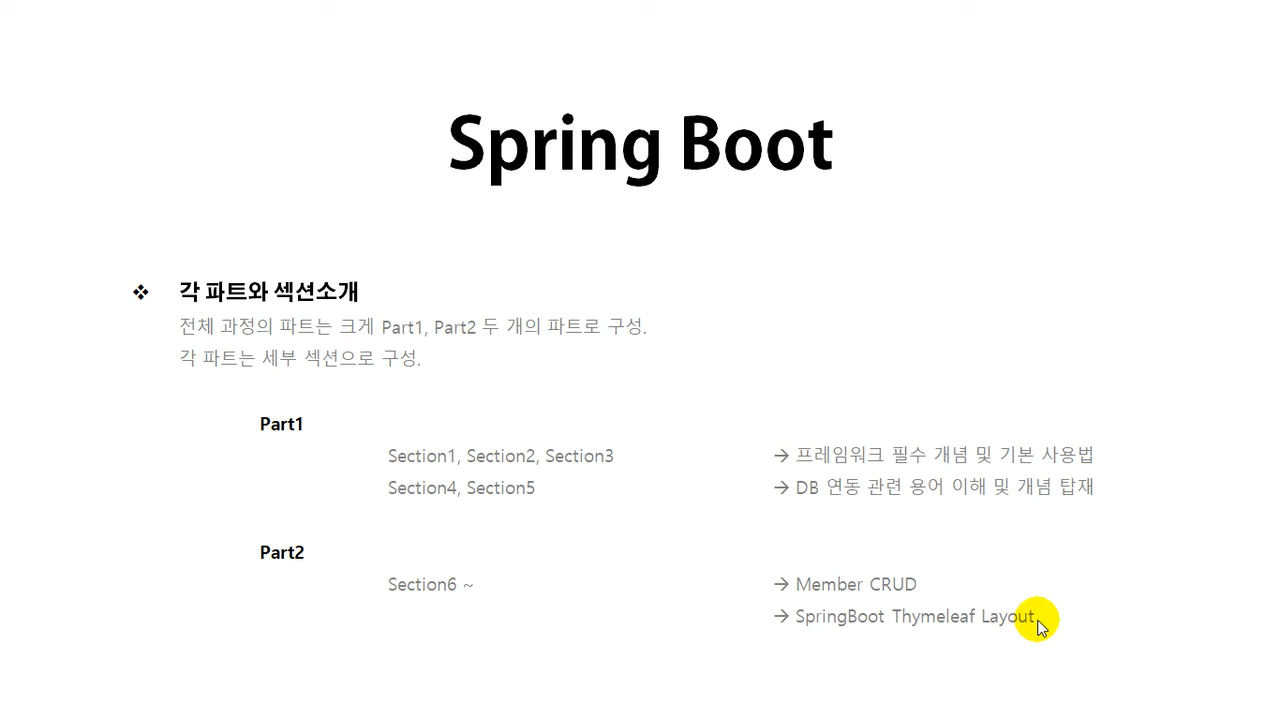 Spring Boot
❖ 각 파트와 섹션소개
전체 과정의 파트는 크게 Part1, Part2 두 개의 파트로 구성.
각 파트는 세부 섹션으로 구성.
Part1
Section1, Section2, Section3 → 프레임워크 필수 개념 및 기본 사용법
Section4, Section5 → DB 연동 관련 용어 이해 및 개념 탑재
Part2
Section6 ~ → Member CRUD
→ SpringBoot Thymeleaf Layout